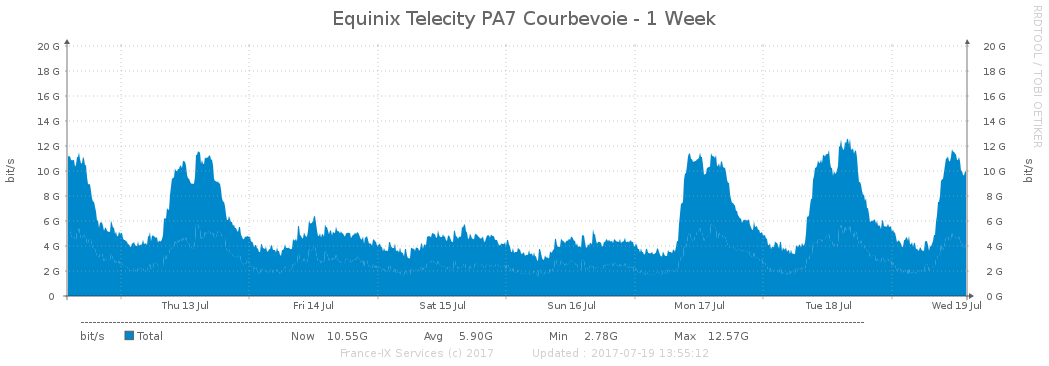 Equinix Telecity PA7 Courbevoie - 1 Week
RRDTOOL / TOBI OETIKER
bit/s
bit/s
20 G 20 G
18 G 18 G
16 G 16 G
14 G 14 G
12 G 12 G
10 G 10 G
8 G 8 G
6 G 6 G
4 G 4 G
2 G 2 G
0 0 G
Thu 13 Jul Fri 14 Jul Sat 15 Jul Sun 16 Jul Mon 17 Jul Tue 18 Jul Wed 19 Jul
bit/s Total Now 10.55G Avg 5.90G Min 2.78G Max 12.57G
France-IX Services (c) 2017 Updated : 2017-07-19 13:55:12